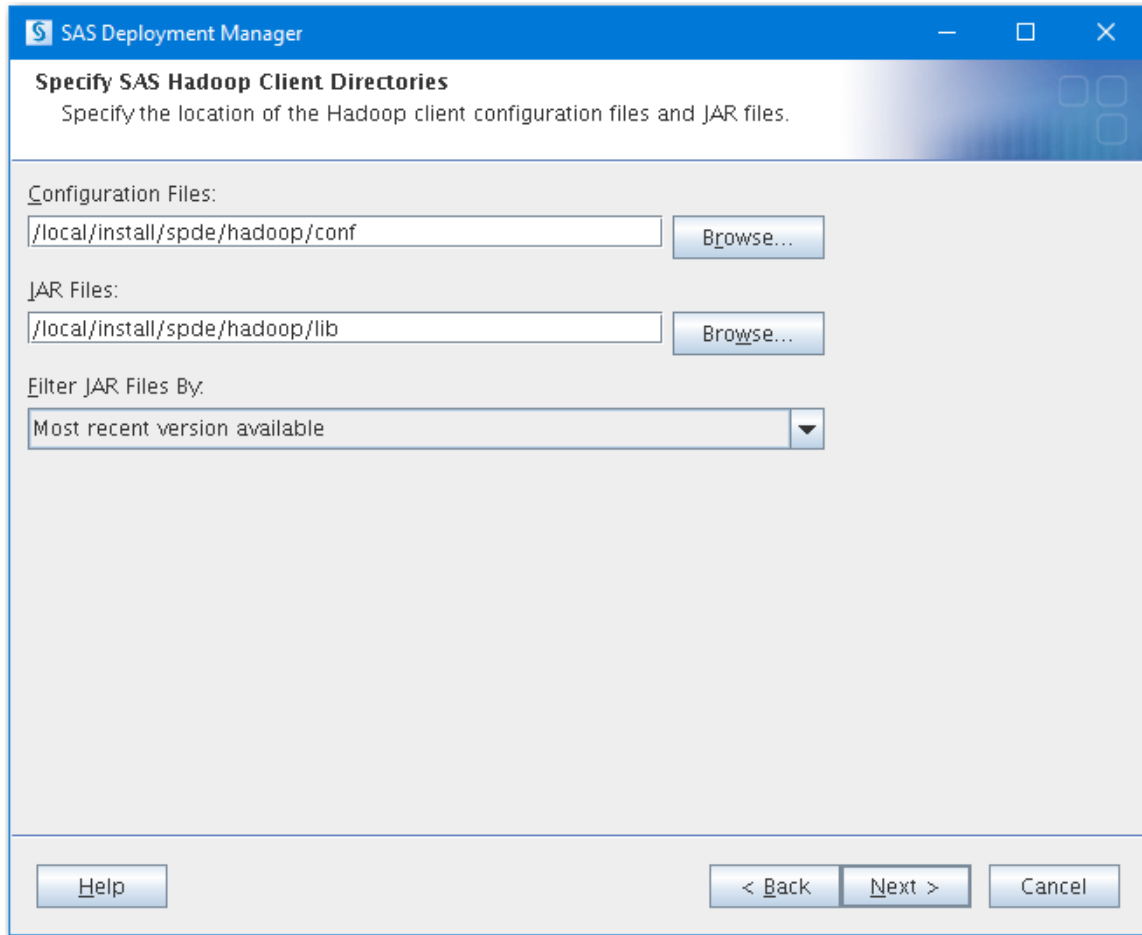 SAS Deployment Manager
Specify SAS Hadoop Client Directories
Specify the location of the Hadoop client configuration files and JAR files.
Configuration Files:
/local/install/spde/hadoop/conf
Browse...
JAR Files:
/local/install/spde/hadoop/lib
Browse...
Filter JAR Files By:
Most recent version available
Help
< Back
Next >
Cancel